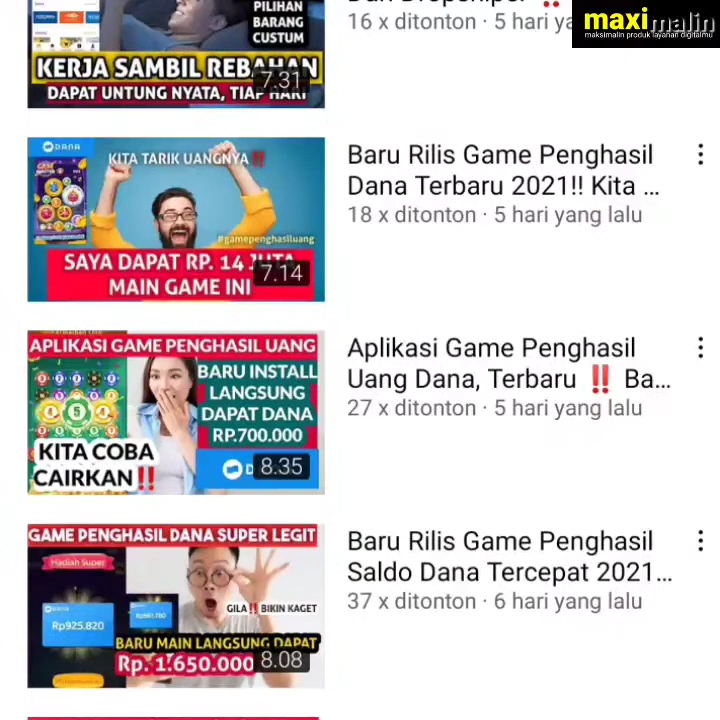 PILIHAN
BARANG
CUSTUM
KERJA SAMBIL REBAHAN
DAPAT UNTUNG NYATA, TIAP HARI
7.31
16 x ditonton · 5 hari ya
maximalin
maksimalin produk layanan digitalmu
DANA
KITA TARIK UANGNYA‼
#gamepenghasiluang
SAYA DAPAT RP. 14 JUTA
MAIN GAME INI
7.14
Baru Rilis Game Penghasil
Dana Terbaru 2021!! Kita ...
18 x ditonton · 5 hari yang lalu
APLIKASI GAME PENGHASIL UANG
BARU INSTALL
LANGSUNG
DAPAT DANA
RP.700.000
KITA COBA
CAIRKAN‼
8.35
Aplikasi Game Penghasil
Uang Dana, Terbaru ‼ Ba...
27 x ditonton · 5 hari yang lalu
GAME PENGHASIL DANA SUPER LEGIT
Hadiah Super
DANA
Rp925.820
GILA‼ BIKIN KAGET
BARU MAIN LANGSUNG DAPAT
Rp. 1.650.000
8.08
Baru Rilis Game Penghasil
Saldo Dana Tercepat 2021...
37 x ditonton · 6 hari yang lalu